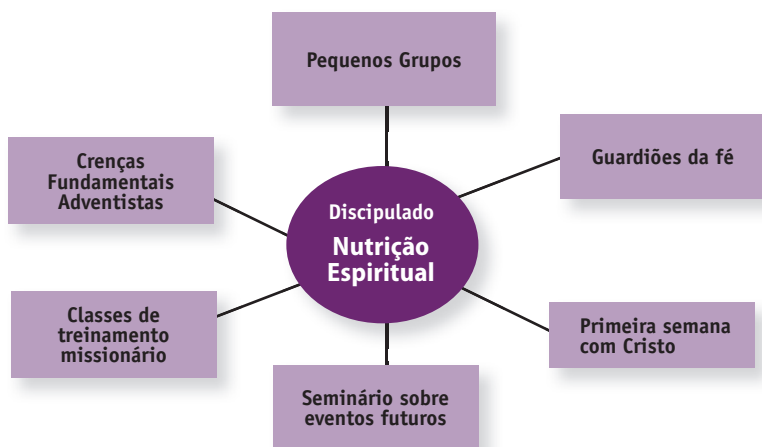 Pequenos Grupos
Guardiões da fé
Crenças
Fundamentais
Adventistas
Discipulado
Nutrição
Espiritual
Classes de
treinamento
missionário
Primeira semana
com Cristo
Seminário sobre
eventos futuros